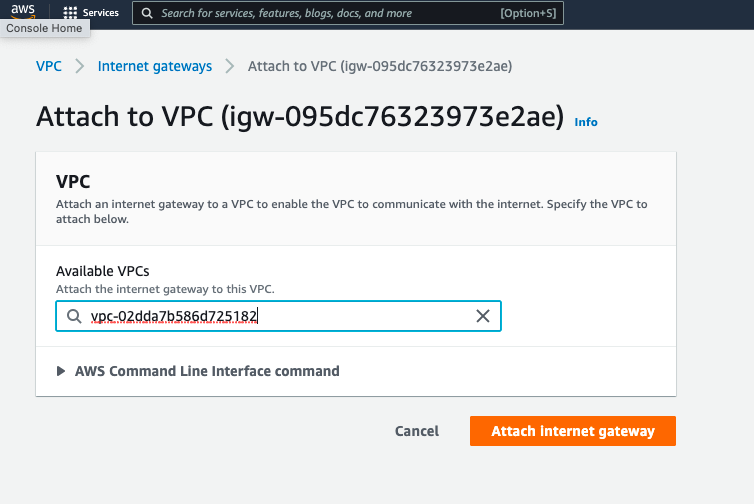 aws
Services
Search for services, features, blogs, docs, and more
[Option+S]
Console Home
VPC > Internet gateways > Attach to VPC (igw-095dc76323973e2ae)
Attach to VPC (igw-095dc76323973e2ae) Info
VPC
Attach an internet gateway to a VPC to enable the VPC to communicate with the internet. Specify the VPC to
attach below.
Available VPCs
Attach the internet gateway to this VPC.
vpc-02dda7b586d725182
AWS Command Line Interface command
Cancel
Attach internet gateway